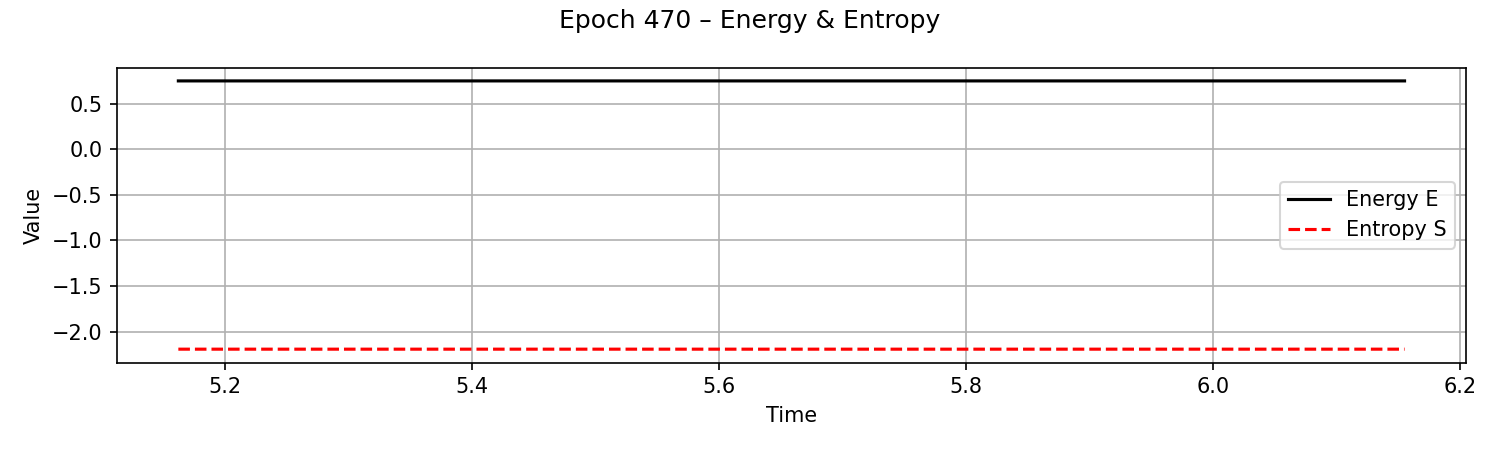 Epoch 470 – Energy & Entropy
0.5
0.0
−0.5
−1.0
−1.5
−2.0
Value
Energy E
Entropy S
5.2 5.4 5.6 5.8 6.0 6.2
Time